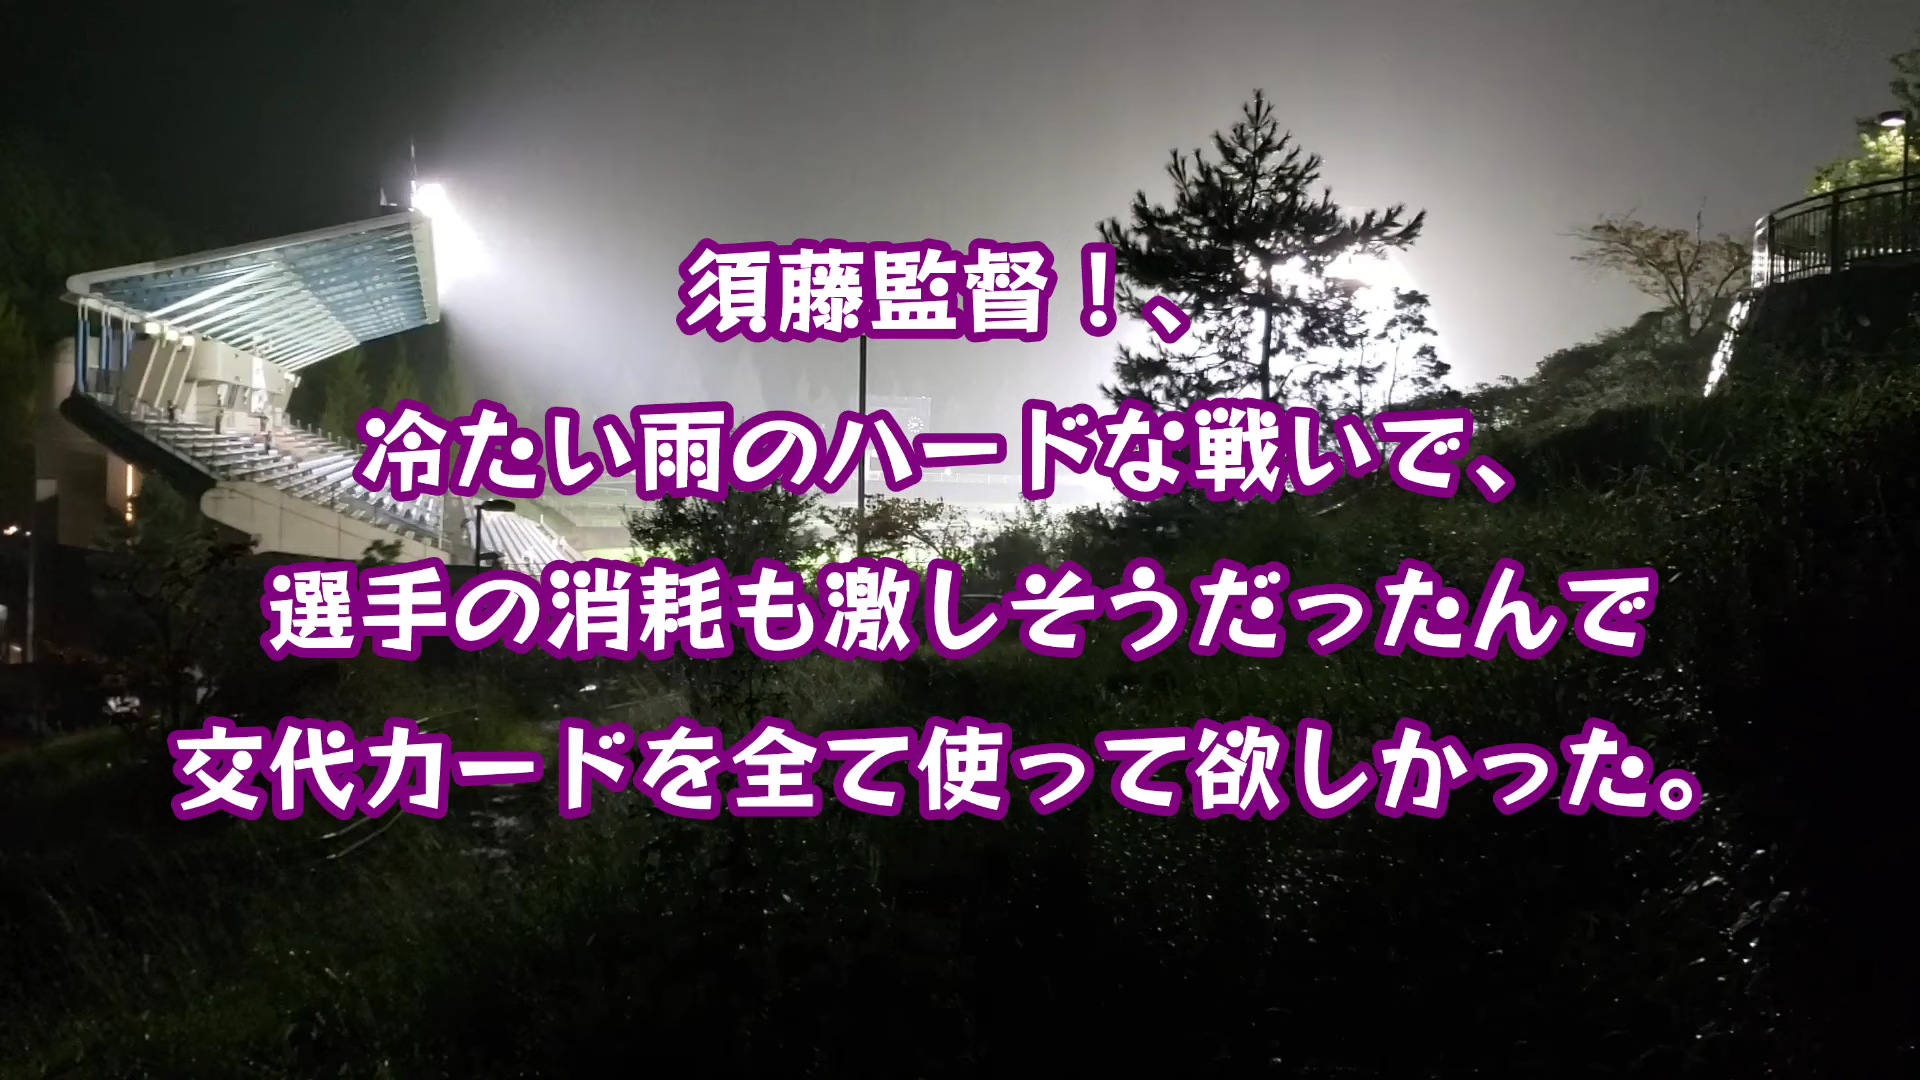 須藤監督！、
冷たい雨のハードな戦いで、
選手の消耗も激しそうだったんで
交代カードを全て使って欲しかった。